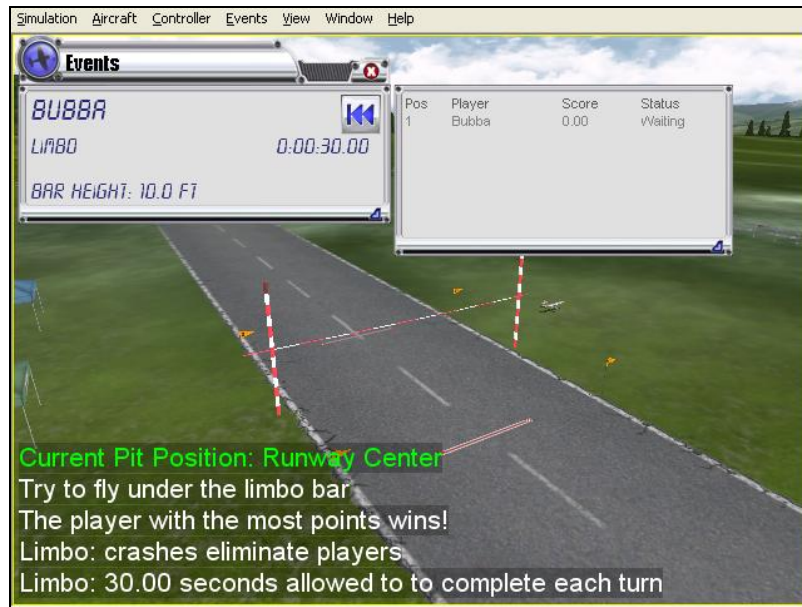 Simulation Aircraft Controller Events View Window Help
Events
BUBBA
LIMBO 0:00:30.00
BAR HEIGHT: 10.0 FT
Pos Player Score Status
1 Bubba 0.00 Waiting
Current Pit Position: Runway Center
Try to fly under the limbo bar
The player with the most points wins!
Limbo: crashes eliminate players
Limbo: 30.00 seconds allowed to to complete each turn